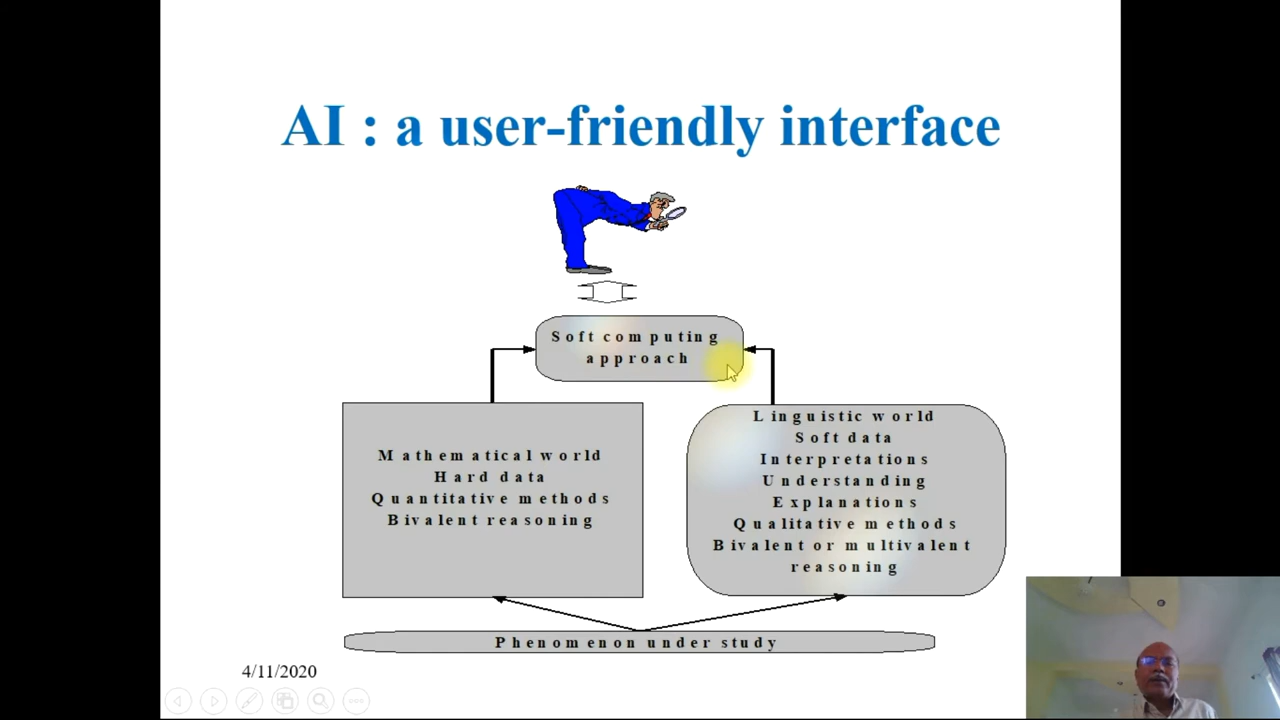 AI : a user-friendly interface
Soft computing
approach
Mathematical world
Hard data
Quantitative methods
Bivalent reasoning
Linguistic world
Soft data
Interpretations
Understanding
Explanations
Qualitative methods
Bivalent or multivalent
reasoning
Phenomenon under study
4/11/2020